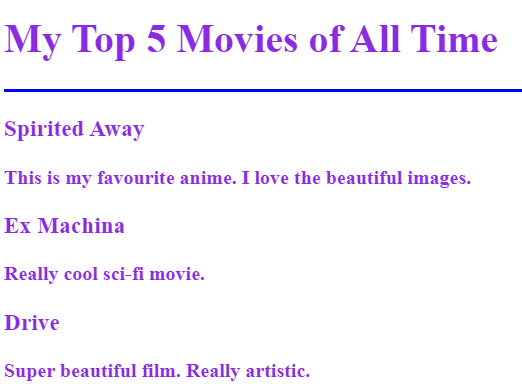 My Top 5 Movies of All Time
Spirited Away
This is my favourite anime. I love the beautiful images.
Ex Machina
Really cool sci-fi movie.
Drive
Super beautiful film. Really artistic.